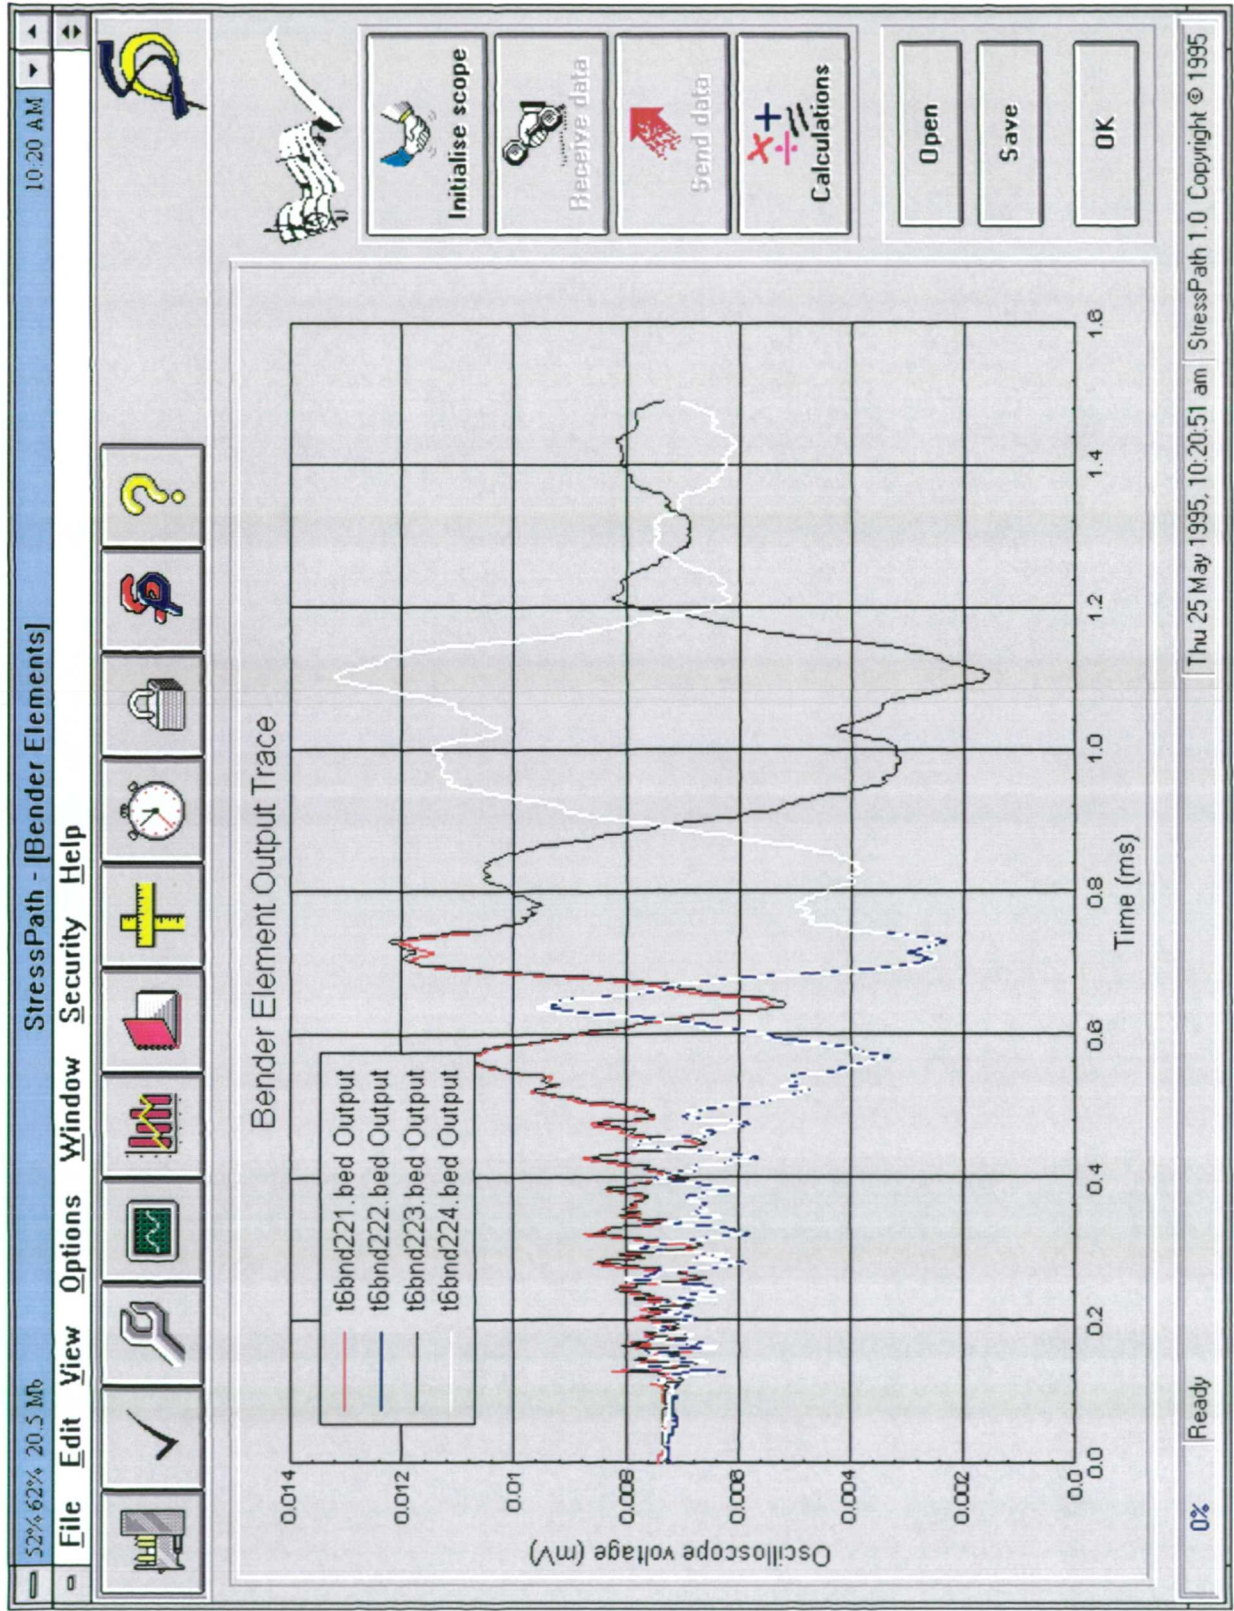 52% 62% 20.5 Mb
StressPath - [Bender Elements]
10:20 AM
File Edit View Options Window Security Help
Bender Element Output Trace
t6bnd221.bed Output
t6bnd222.bed Output
t6bnd223.bed Output
t6bnd224.bed Output
Oscilloscope voltage (mV)
0.014
0.012
0.01
0.008
0.006
0.004
0.002
0.0
0.0 0.2 0.4 0.6 0.8 1.0 1.2 1.4 1.6
Time (ms)
Initialise scope
Receive data
Send data
Calculations
Open
Save
OK
0%
Ready
Thu 25 May 1995, 10:20:51 am
StressPath 1.0 Copyright © 1995